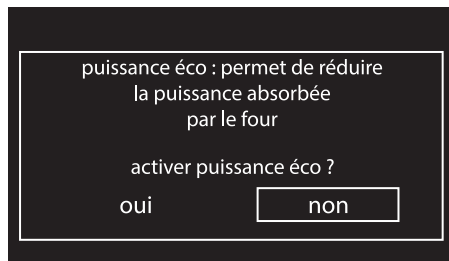 puissance éco : permet de réduire
la puissance absorbée
par le four
activer puissance éco ?
oui non